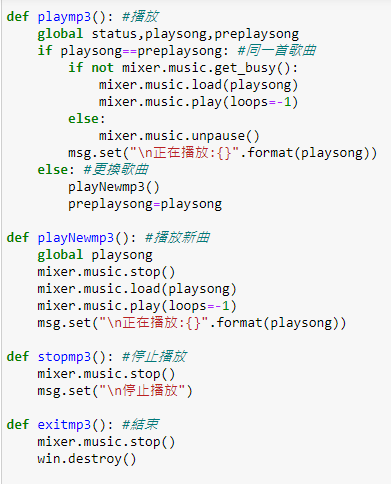 def playmp3(): #播放
    global status,playsong,preplaysong
    if playsong==preplaysong: #同一首歌曲
        if not mixer.music.get_busy():
            mixer.music.load(playsong)
            mixer.music.play(loops=-1)
        else:
            mixer.music.unpause()
        msg.set("\n正在播放:{}".format(playsong))
    else: #更換歌曲
        playNewmp3()
        preplaysong=playsong

def playNewmp3(): #播放新曲
    global playsong
    mixer.music.stop()
    mixer.music.load(playsong)
    mixer.music.play(loops=-1)
    msg.set("\n正在播放:{}".format(playsong))

def stopmp3(): #停止播放
    mixer.music.stop()
    msg.set("\n停止播放")

def exitmp3(): #結束
    mixer.music.stop()
    win.destroy()